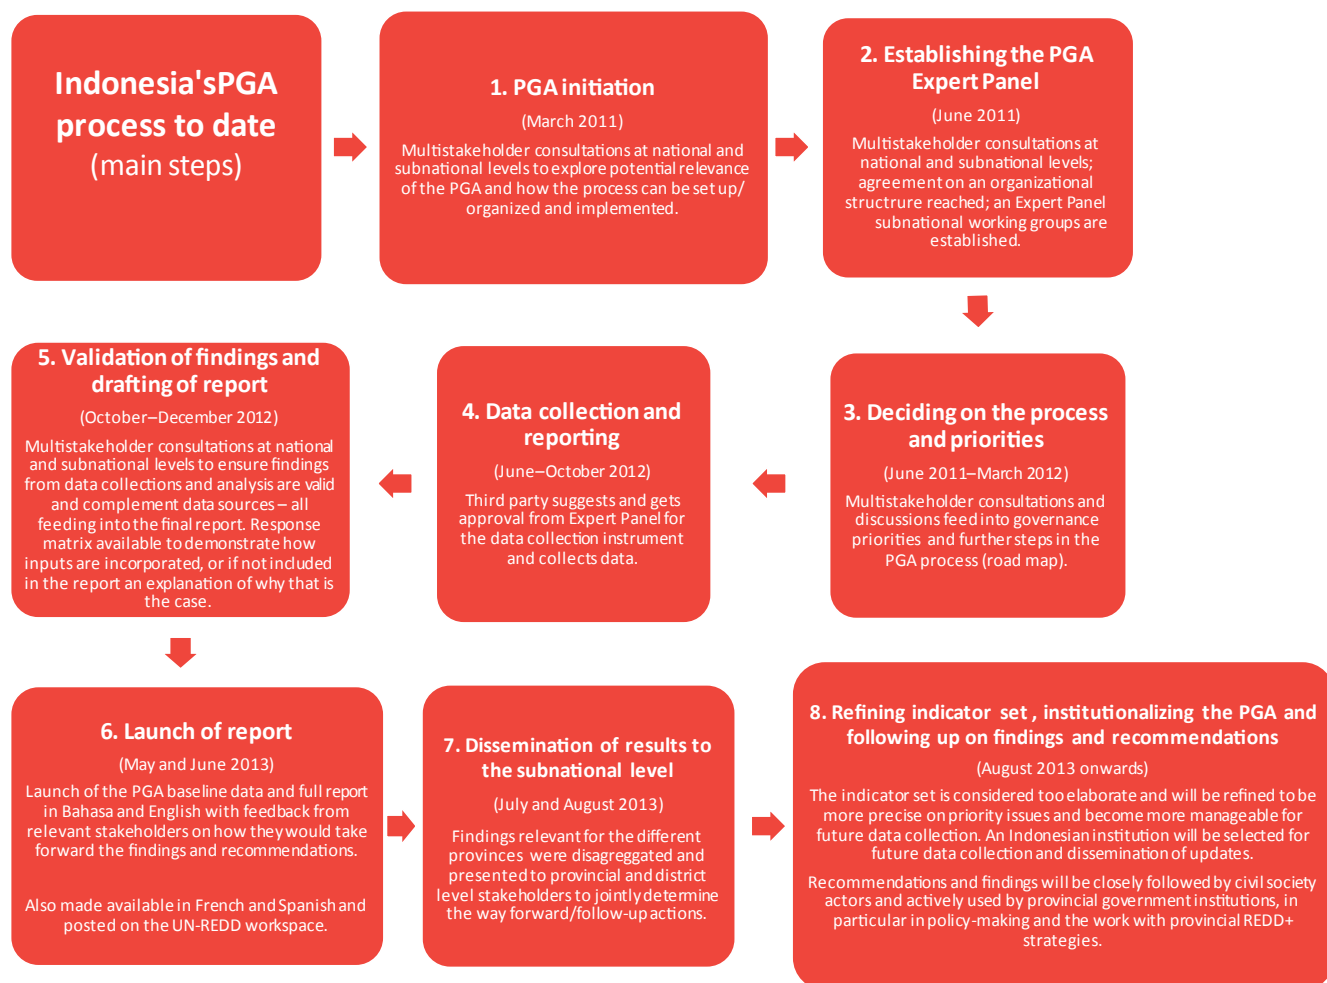 Indonesia'sPGA
process to date
(main steps)
1. PGA initiation
(March 2011)
Multistakeholder consultations at national and
subnational levels to explore potential relevance
of the PGA and how the process can be set up/
organized and implemented.
2. Establishing the PGA
Expert Panel
(June 2011)
Multistakeholder consultations at
national and subnational levels;
agreement on an organizational
structrure reached; an Expert Panel
subnational working groups are
established.
3. Deciding on the process
and priorities
(June 2011–March 2012)
Multistakeholder consultations and
discussions feed into governance
priorities and further steps in the
PGA process (road map).
4. Data collection and
reporting
(June–October 2012)
Third party suggests and gets
approval from Expert Panel for
the data collection instrument
and collects data.
5. Validation of findings and
drafting of report
(October–December 2012)
Multistakeholder consultations at national
and subnational levels to ensure findings
from data collections and analysis are valid
and complement data sources – all
feeding into the final report. Response
matrix available to demonstrate how
inputs are incorporated, or if not included
in the report an explanation of why that is
the case.
6. Launch of report
(May and June 2013)
Launch of the PGA baseline data and full report
in Bahasa and English with feedback from
relevant stakeholders on how they would take
forward the findings and recommendations.
Also made available in French and Spanish and
posted on the UN-REDD workspace.
7. Dissemination of results to
the subnational level
(July and August 2013)
Findings relevant for the different
provinces were disagreggated and
presented to provincial and district
level stakeholders to jointly determine
the way forward/follow-up actions.
8. Refining indicator set , institutionalizing the PGA and
following up on findings and recommendations
(August 2013 onwards)
The indicator set is considered too elaborate and will be refined to be
more precise on priority issues and become more manageable for
future data collection. An Indonesian institution will be selected for
future data collection and dissemination of updates.
Recommendations and findings will be closely followed by civil society
actors and actively used by provincial government institutions, in
particular in policy-making and the work with provincial REDD+
strategies.